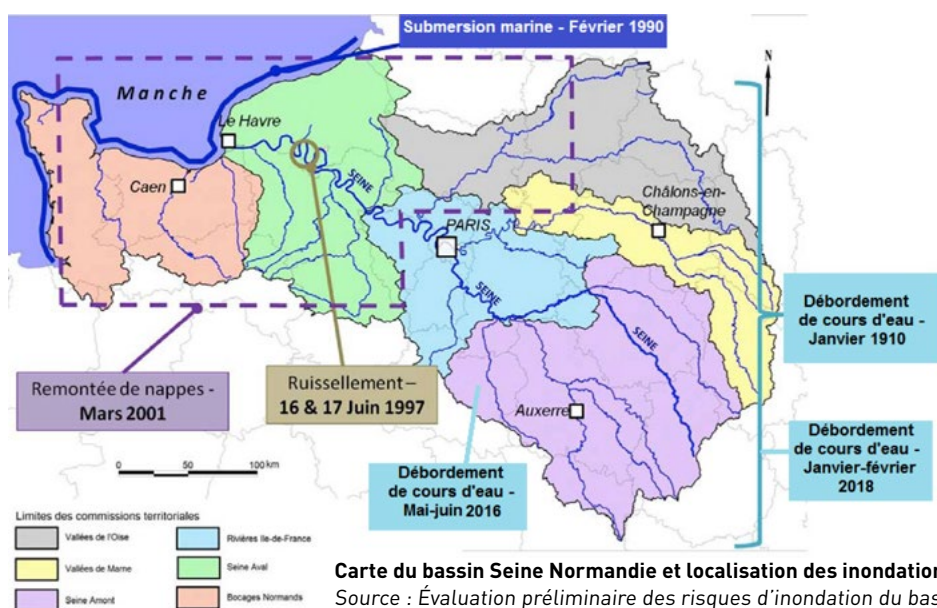 Submersion marine - Février 1990
N
Manche
Le Havre
Caen
SEINE
PARIS
Châlons-en-
Champagne
SEINE
SEINE
Auxerre
Débordement
de cours d'eau -
Janvier 1910
Remontée de nappes -
Mars 2001
Ruissellement –
16 & 17 Juin 1997
Débordement
de cours d'eau -
Mai-juin 2016
Débordement
de cours d'eau -
Janvier-février
2018
0 50 100 km
Limites des commissions territoriales
Vallées de l'Oise
Rivières Ile-de-France
Vallées de Marne
Seine Aval
Seine Amont
Bocages Normands
Carte du bassin Seine Normandie et localisation des inondation
Source : Évaluation préliminaire des risques d'inondation du bas